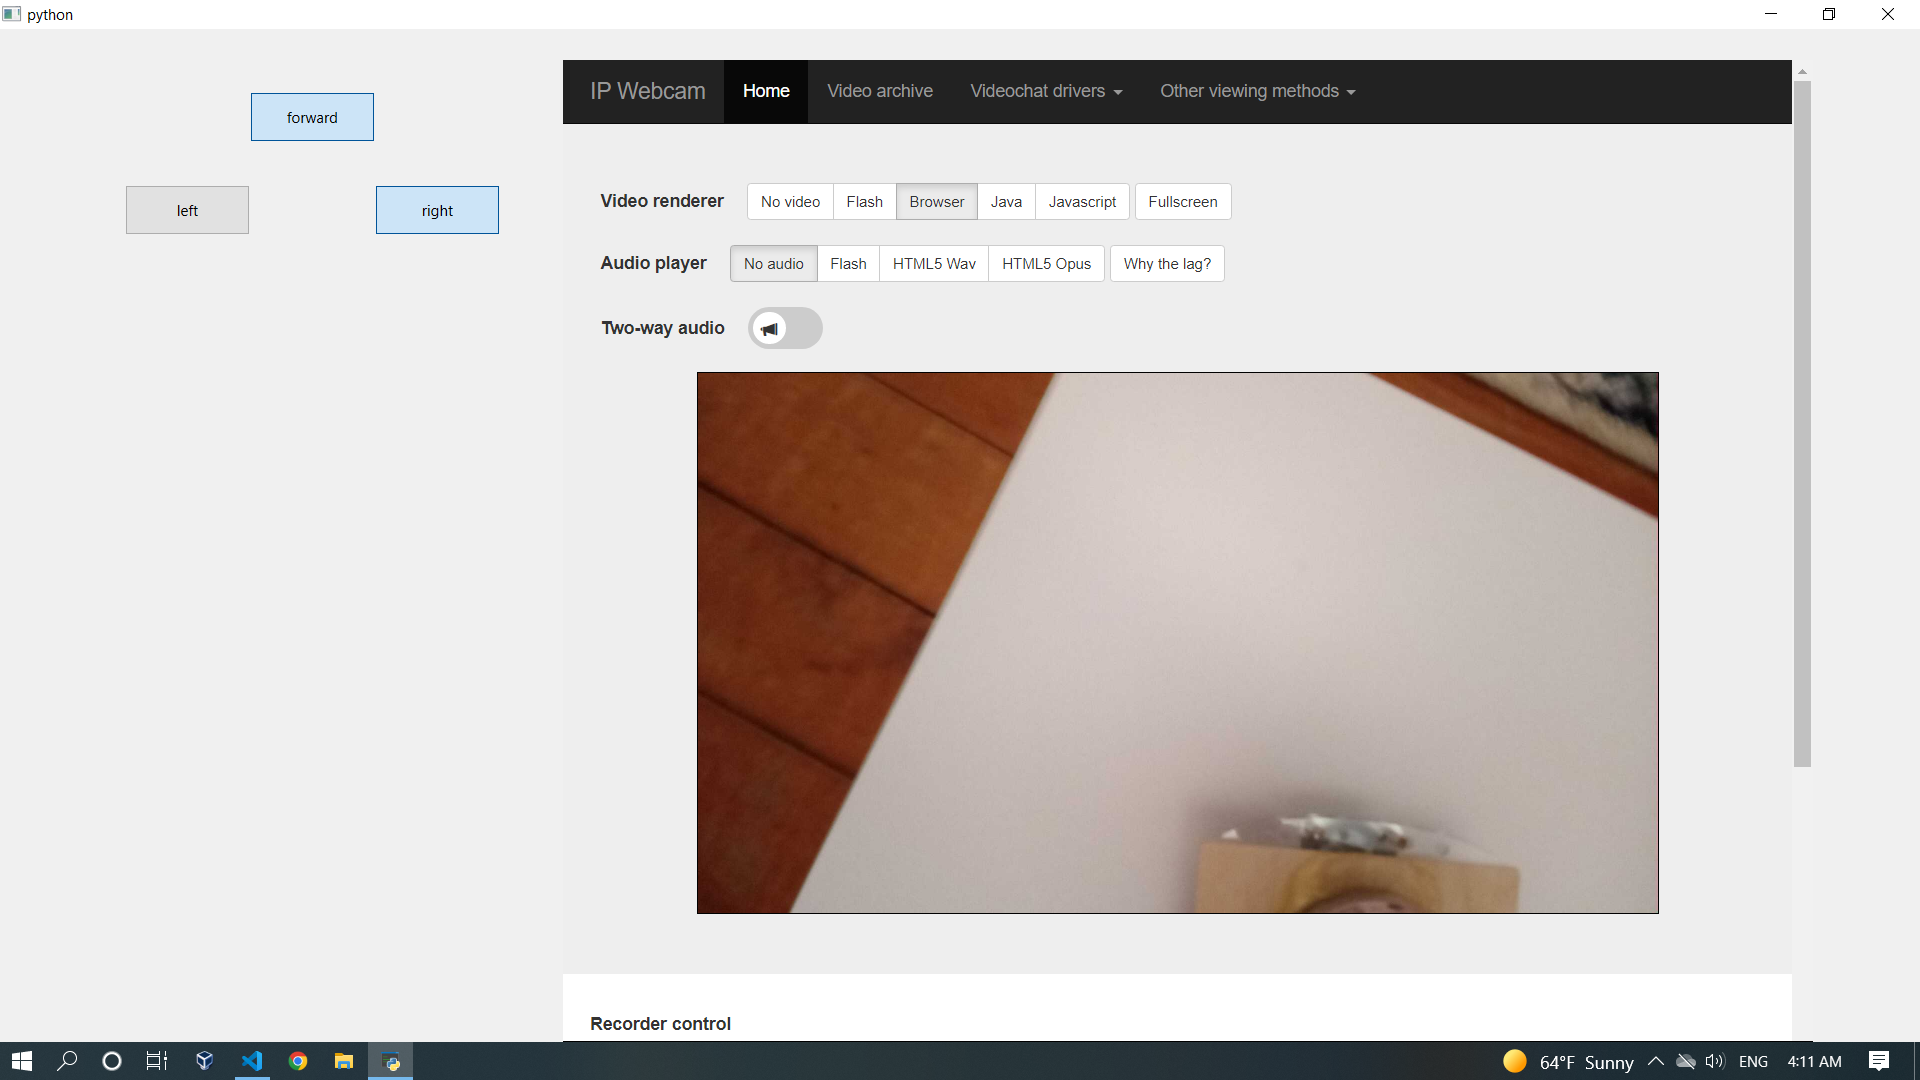 python
forward
left right
IP Webcam Home Video archive Videochat drivers Other viewing methods
Video renderer No video Flash Browser Java Javascript Fullscreen
Audio player No audio Flash HTML5 Wav HTML5 Opus Why the lag?
Two-way audio
Recorder control
64°F Sunny ENG 4:11 AM